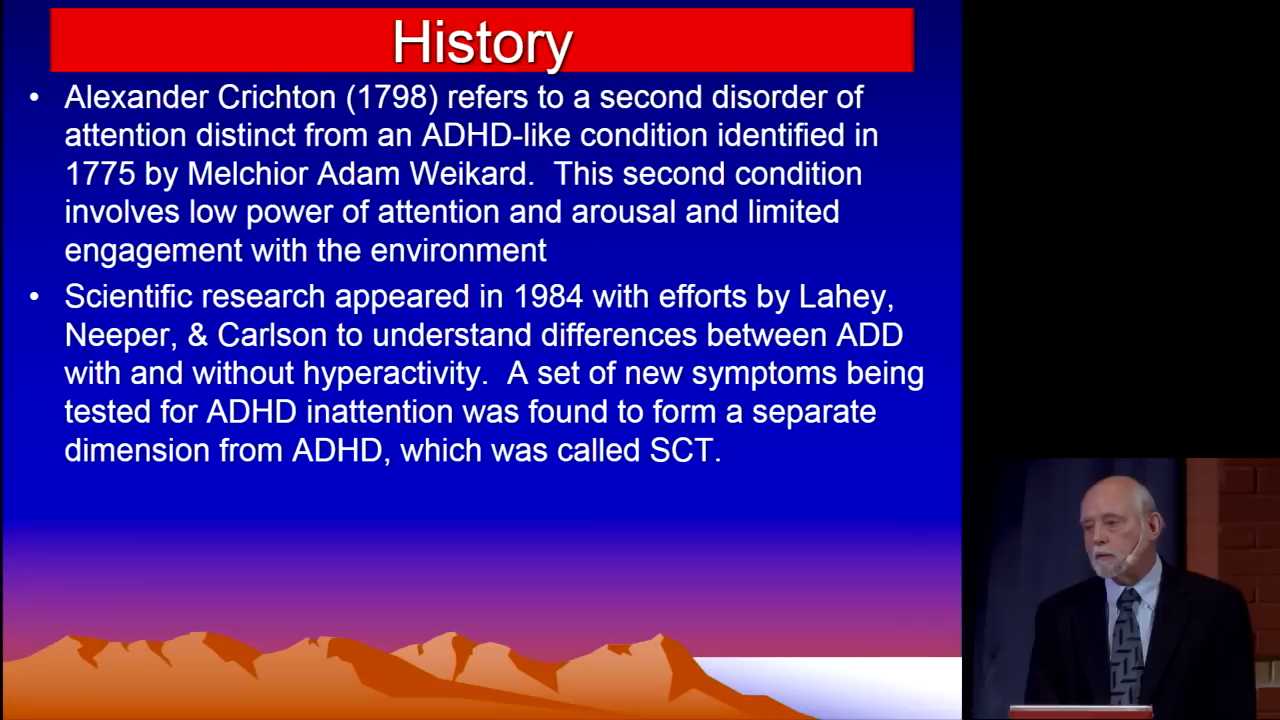 History
• Alexander Crichton (1798) refers to a second disorder of
attention distinct from an ADHD-like condition identified in
1775 by Melchior Adam Weikard.  This second condition
involves low power of attention and arousal and limited
engagement with the environment
• Scientific research appeared in 1984 with efforts by Lahey,
Neeper, & Carlson to understand differences between ADD
with and without hyperactivity.  A set of new symptoms being
tested for ADHD inattention was found to form a separate
dimension from ADHD, which was called SCT.